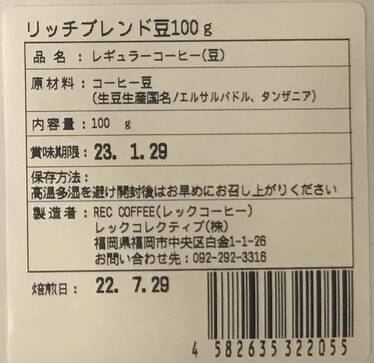 リッチブレンド豆100ｇ
品名：レギュラーコーヒー(豆)
原材料：コーヒー豆
(生豆生産国名/エルサルバドル、タンザニア)
内容量：100 ｇ
賞味期限：23. 1.29
保存方法：
高温多湿を避け開封後はお早めにお召し上がりください
製造者：REC COFFEE(レックコーヒー)
レックコレクティブ(株)
福岡県福岡市中央区白金1-1-26
お問い合わせ先：092-292-3316
焙煎日：22. 7.29
4 582635 322055